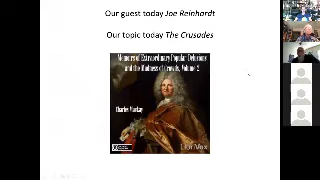 Our guest today Joe Reinhardt
Our topic today The Crusades
Memoirs of Extraordinary Popular Delusions
and the Madness of Crowds, Volume 2
Charles Mackay
LibriVox